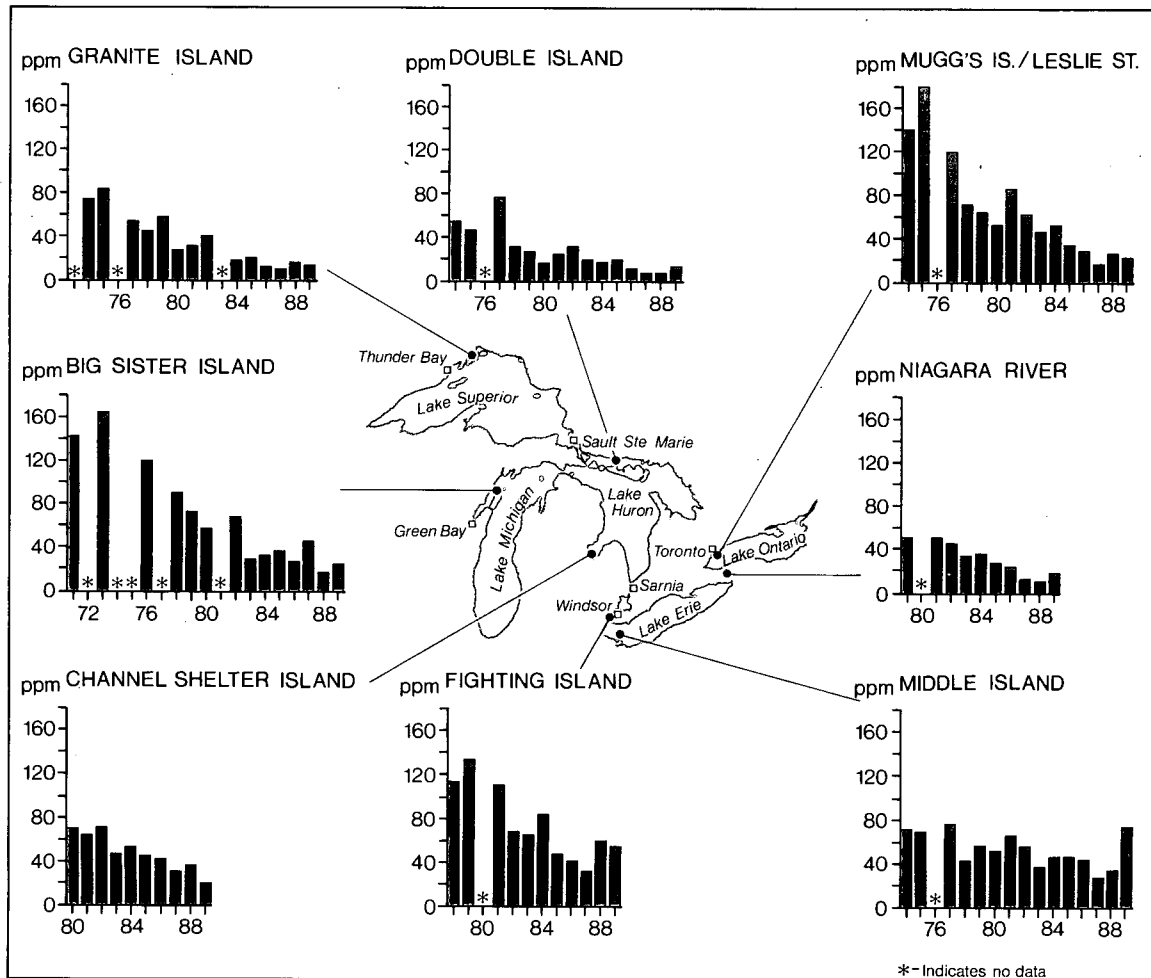 ppm GRANITE ISLAND
160
120
80
40
0
* * *
76 80 84 88
ppm DOUBLE ISLAND
160
120
80
40
0
*
76 80 84 88
ppm MUGG'S IS./LESLIE ST.
160
120
80
40
0
*
76 80 84 88
ppm BIG SISTER ISLAND
160
120
80
40
0
* * * * *
72 76 80 84 88
Thunder Bay
Lake Superior
Sault Ste Marie
Green Bay
Lake Michigan
Lake
Huron
Toronto
Lake Ontario
Sarnia
Windsor
Lake Erie
ppm NIAGARA RIVER
160
120
80
40
0
*
80 84 88
ppm CHANNEL SHELTER ISLAND
160
120
80
40
0
80 84 88
ppm FIGHTING ISLAND
160
120
80
40
0
*
80 84 88
ppm MIDDLE ISLAND
160
120
80
40
0
*
76 80 84 88
*-Indicates no data